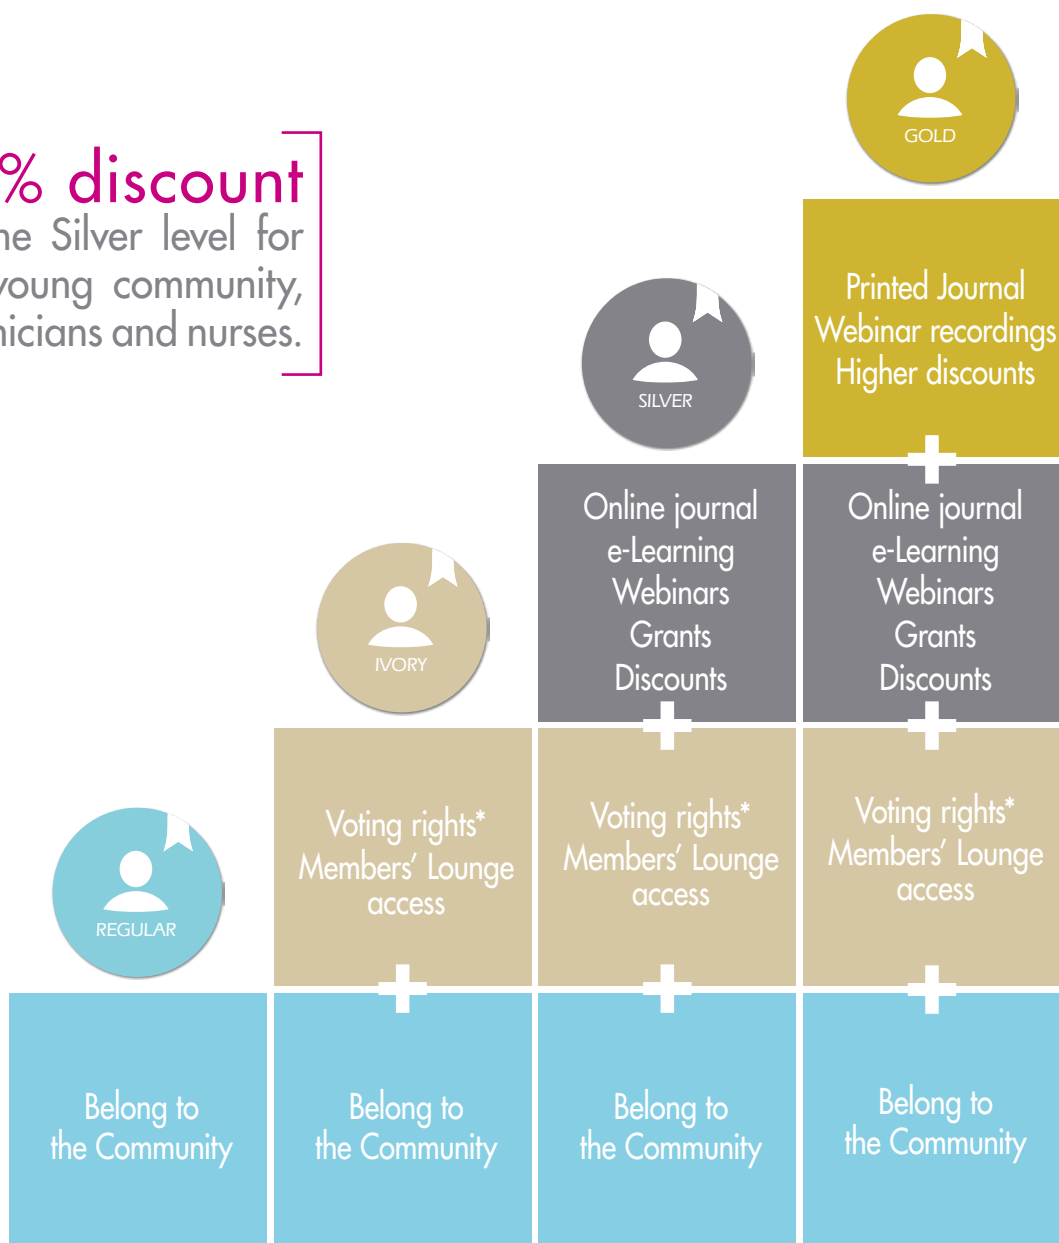 GOLD
% discount
Silver level for
young community,
and nurses.
Printed Journal
Webinar recordings
Higher discounts
SILVER
Online journal
e-Learning
Webinars
Grants
Discounts
Online journal
e-Learning
Webinars
Grants
Discounts
IVORY
Voting rights*
Members’ Lounge
access
Voting rights*
Members’ Lounge
access
Voting rights*
Members’ Lounge
access
REGULAR
Belong to
the Community
Belong to
the Community
Belong to
the Community
Belong to
the Community